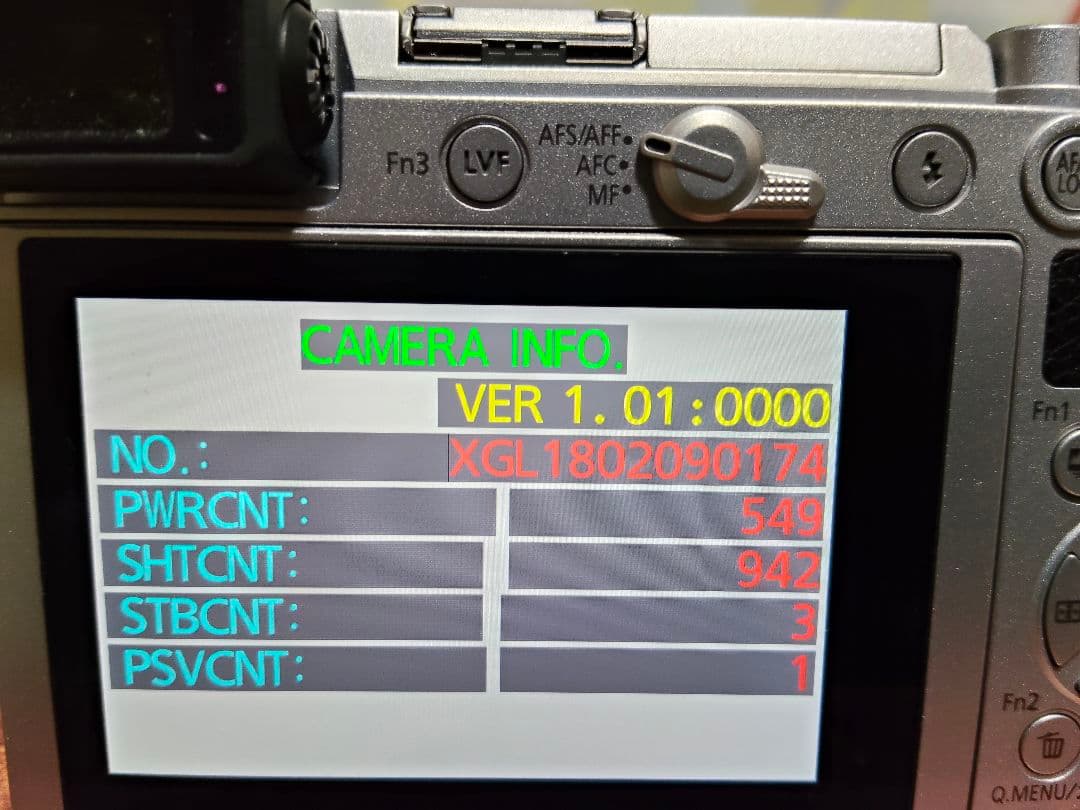 AFS/AFF
Fn3 LVF AFC
MF
CAMERA INFO.
VER 1.01:0000
NO.: XGL1802090174
PWRCNT: 549
SHTCNT: 942
STBCNT: 3
PSVCNT: 1
Fn1
Fn2
Q.MENU/